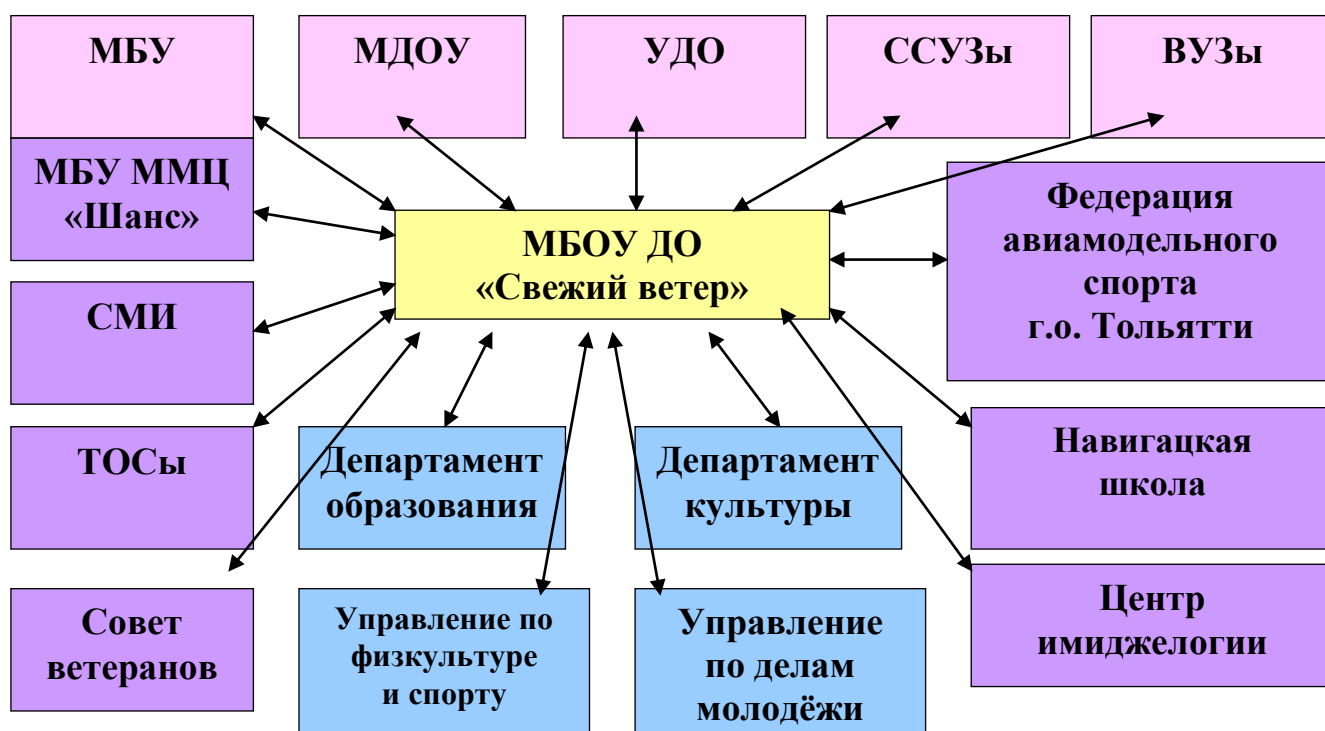 МБУ
МДОУ
УДО
ССУЗы
ВУЗы
МБУ ММЦ
«Шанс»
МБОУ ДО
«Свежий ветер»
Федерация
авиамодельного
спорта
г.о. Тольятти
СМИ
ТОСы
Департамент
образования
Департамент
культуры
Навигацкая
школа
Совет
ветеранов
Управление по
физкультуре
и спорту
Управление
по делам
молодёжи
Центр
имиджелогии